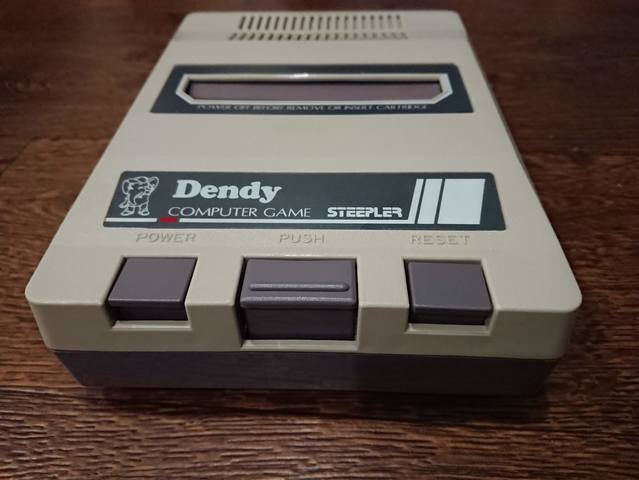 POWER OFF BEFORE REMOVE OR INSERT CARTRIDGE
Dendy
COMPUTER GAME STEEPLER
POWER PUSH RESET